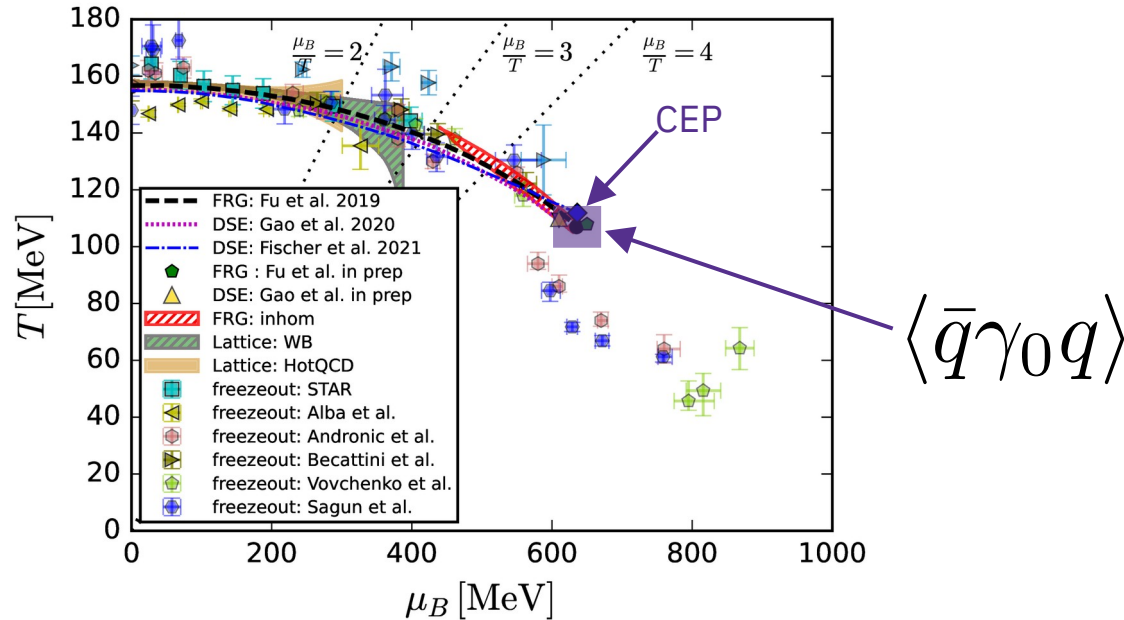 180
160
140
120
100
80
60
40
20
0
T [MeV]
μ_B/T = 2
μ_B/T = 3
μ_B/T = 4
CEP
FRG: Fu et al. 2019
DSE: Gao et al. 2020
DSE: Fischer et al. 2021
FRG : Fu et al. in prep
DSE: Gao et al. in prep
FRG: inhom
Lattice: WB
Lattice: HotQCD
freezeout: STAR
freezeout: Alba et al.
freezeout: Andronic et al.
freezeout: Becattini et al.
freezeout: Vovchenko et al.
freezeout: Sagun et al.
⟨q̄γ₀q⟩
0 200 400 600 800 1000
μ_B [MeV]